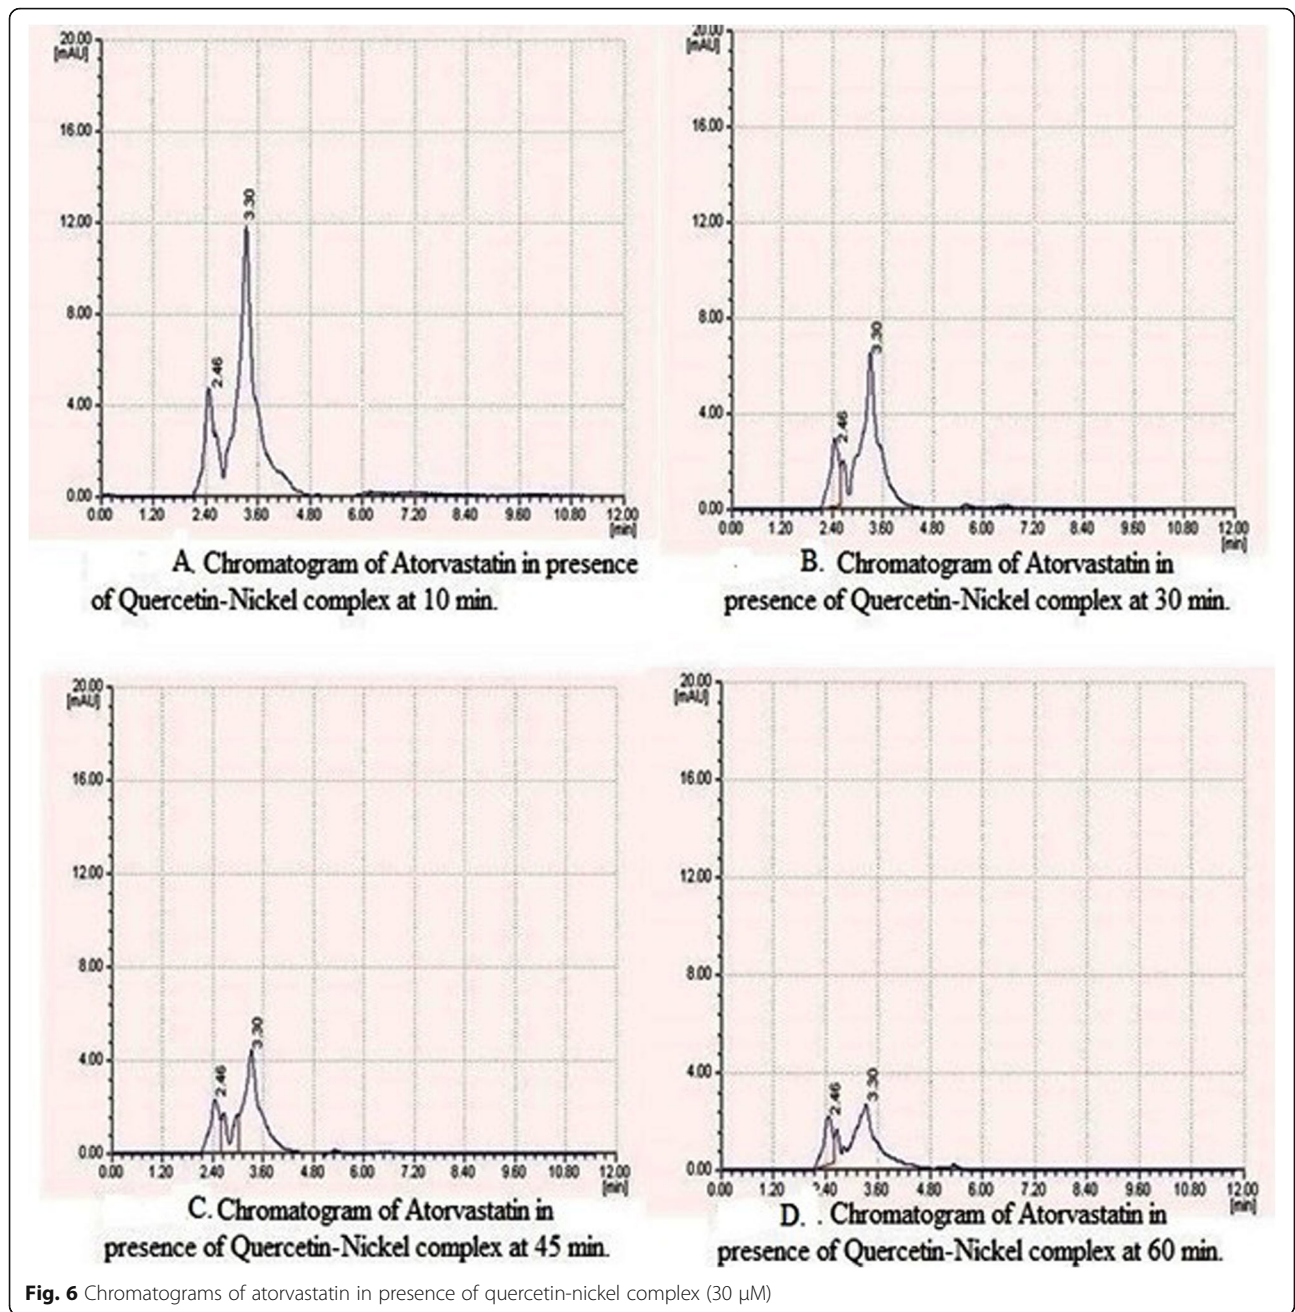 20.00
[mAU]
16.00
12.00
8.00
4.00
0.00
3.30
2.46
0.00 1.20 2.40 3.60 4.80 6.00 7.20 8.40 9.60 10.80 12.00
[min]
A. Chromatogram of Atorvastatin in presence
of Quercetin-Nickel complex at 10 min.
20.00
[mAU]
16.00
12.00
8.00
4.00
0.00
3.30
2.46
0.00 1.20 2.40 3.60 4.80 6.00 7.20 8.40 9.60 10.80 12.00
[min]
B. Chromatogram of Atorvastatin in
presence of Quercetin-Nickel complex at 30 min.
20.00
[mAU]
16.00
12.00
8.00
4.00
0.00
3.30
2.46
0.00 1.20 2.40 3.60 4.80 6.00 7.20 8.40 9.60 10.80 12.00
[min]
C. Chromatogram of Atorvastatin in
presence of Quercetin-Nickel complex at 45 min.
20.00
[mAU]
16.00
12.00
8.00
4.00
0.00
2.46
3.30
0.00 1.20 2.40 3.60 4.80 6.00 7.20 8.40 9.60 10.80 12.00
[min]
D. . Chromatogram of Atorvastatin in
presence of Quercetin-Nickel complex at 60 min.
Fig. 6 Chromatograms of atorvastatin in presence of quercetin-nickel complex (30 μM)